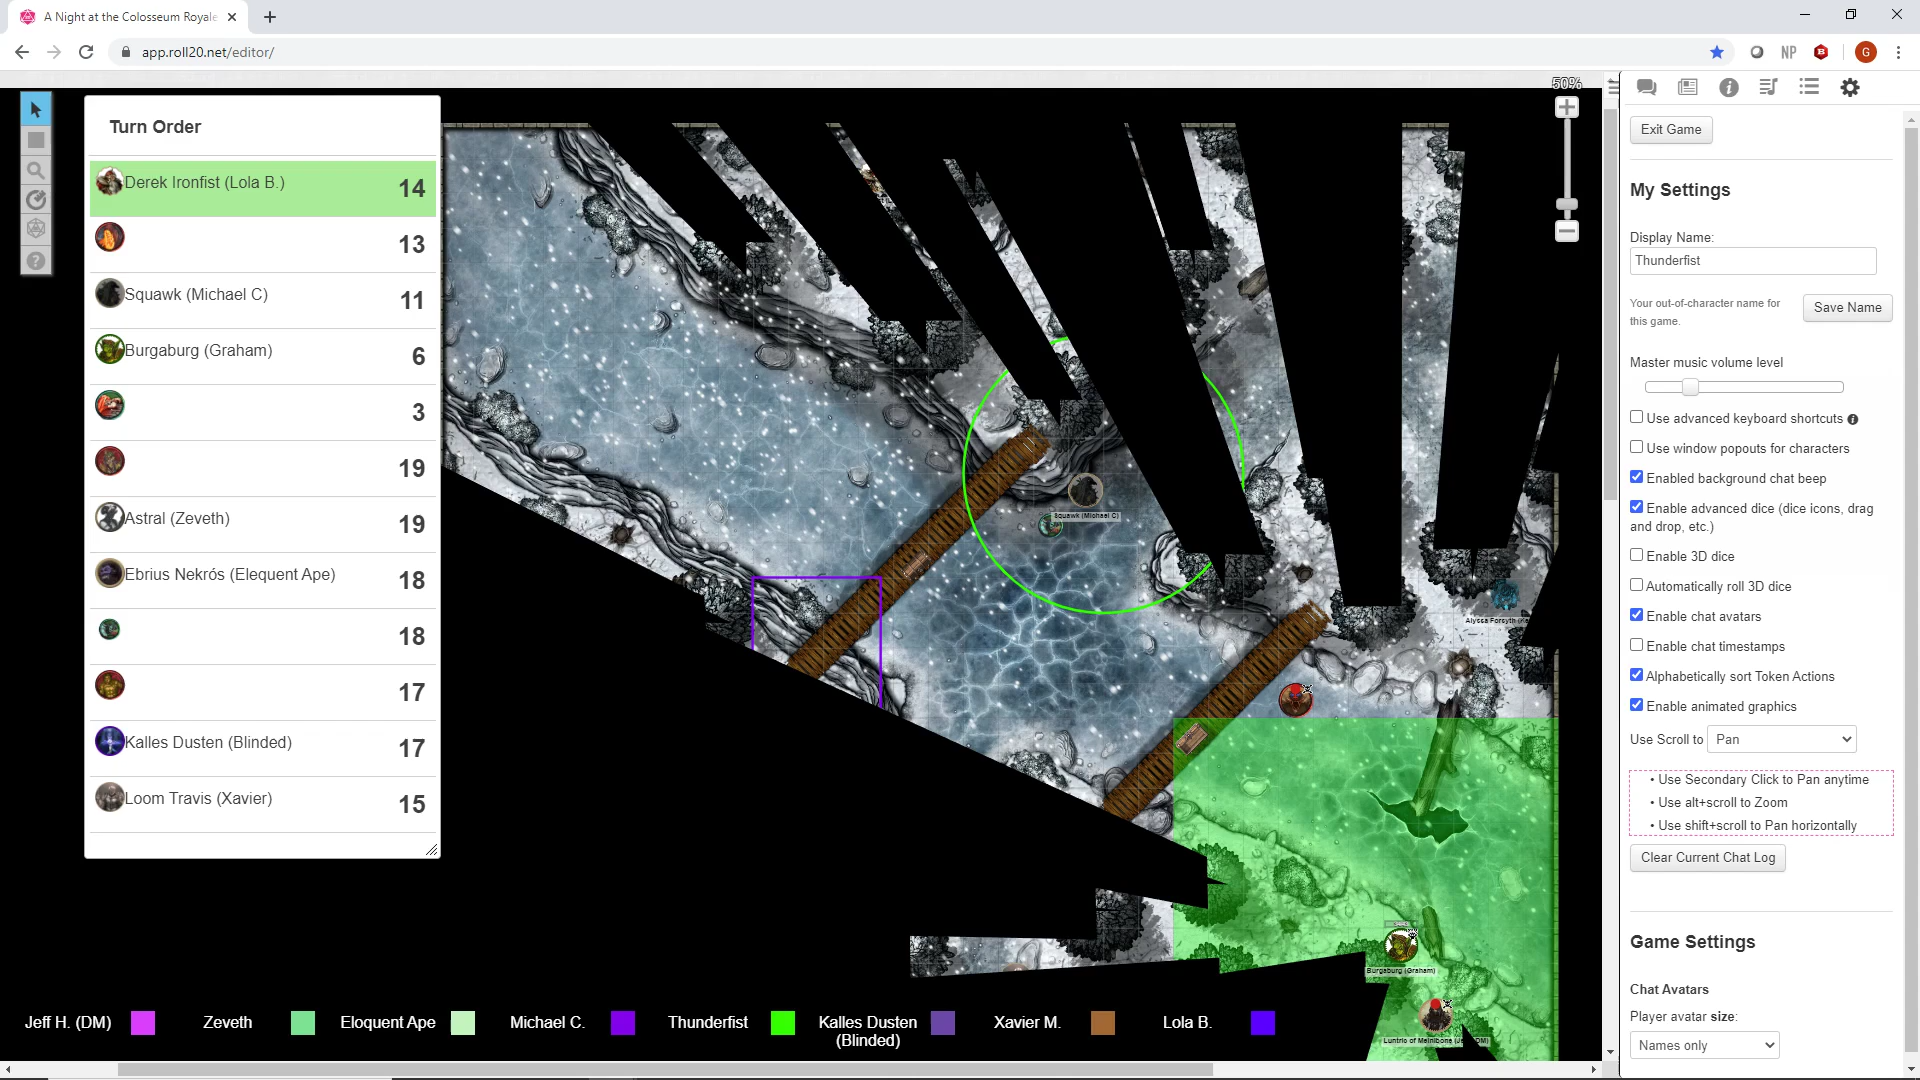 A Night at the Colosseum Royale
app.roll20.net/editor/
NP
G
50%
Turn Order
Derek Ironfist (Lola B.) 14
13
Squawk (Michael C) 11
Burgaburg (Graham) 6
3
19
Astral (Zeveth) 19
Ebrius Nekrós (Elequent Ape) 18
18
17
Kalles Dusten (Blinded) 17
Loom Travis (Xavier) 15
Squawk (Michael C)
Alyssa Forsyth
Burgaburg (Graham)
Jeff H. (DM)
Zeveth
Eloquent Ape
Michael C.
Thunderfist
Kalles Dusten
(Blinded)
Xavier M.
Lola B.
Exit Game
My Settings
Display Name:
Thunderfist
Your out-of-character name for
this game.
Save Name
Master music volume level
Use advanced keyboard shortcuts
Use window popouts for characters
Enabled background chat beep
Enable advanced dice (dice icons, drag
and drop, etc.)
Enable 3D dice
Automatically roll 3D dice
Enable chat avatars
Enable chat timestamps
Alphabetically sort Token Actions
Enable animated graphics
Use Scroll to Pan
• Use Secondary Click to Pan anytime
• Use alt+scroll to Zoom
• Use shift+scroll to Pan horizontally
Clear Current Chat Log
Game Settings
Chat Avatars
Player avatar size:
Names only